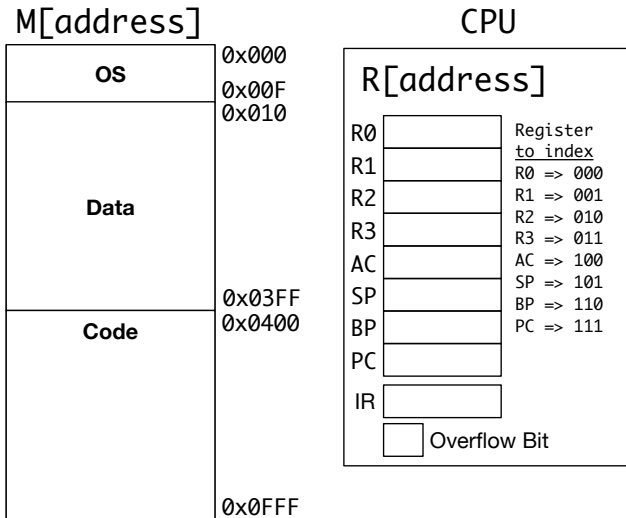 M[address]
OS
0x000
0x00F
0x010
Data
0x03FF
0x0400
Code
0x0FFF
CPU
R[address]
R0
R1
R2
R3
AC
SP
BP
PC
IR
Overflow Bit
Register
to index
R0 => 000
R1 => 001
R2 => 010
R3 => 011
AC => 100
SP => 101
BP => 110
PC => 111